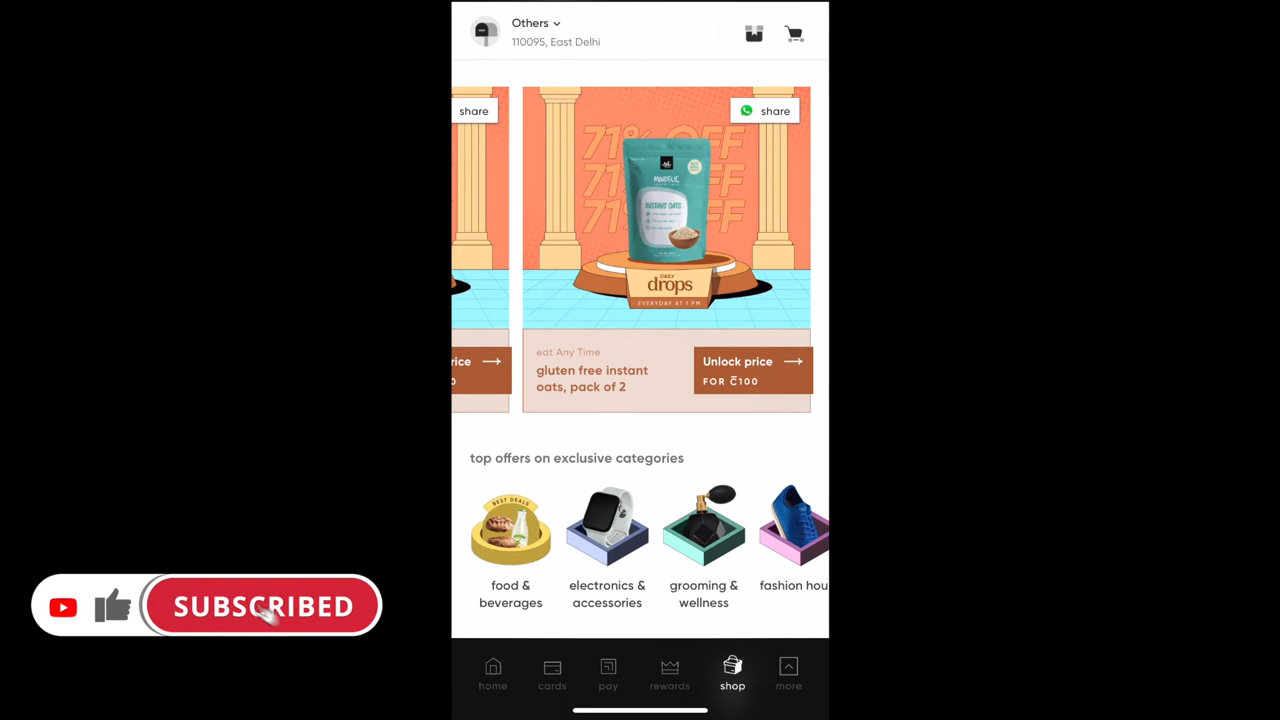 Others
110095, East Delhi
share
share
71% OFF
71% OFF
71% OFF
MINDFUL
INSTANT OATS
DAILY
drops
EVERYDAY AT 1 PM
rice →
0
eat Any Time
gluten free instant
oats, pack of 2
Unlock price →
FOR C̅100
top offers on exclusive categories
BEST DEALS
food &
beverages
electronics &
accessories
grooming &
wellness
fashion hou
SUBSCRIBED
home
cards
pay
rewards
shop
more